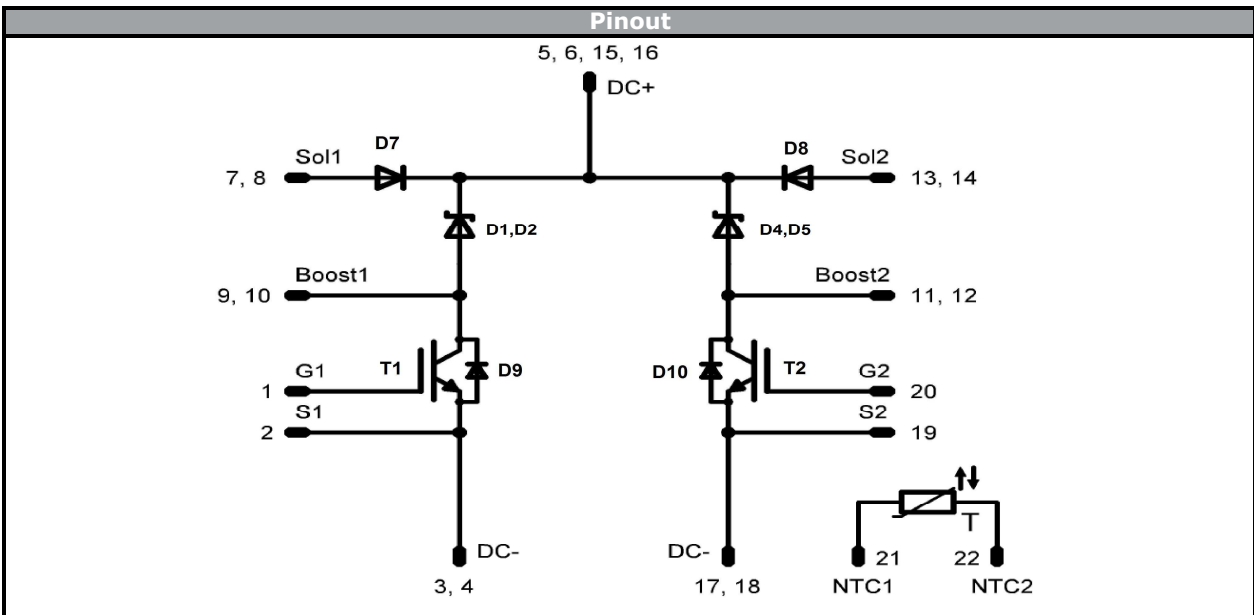 Pinout
5, 6, 15, 16
DC+
D7
D8
Sol1
Sol2
7, 8
13, 14
D1,D2
D4,D5
Boost1
Boost2
9, 10
11, 12
G1
T1
D9
D10
T2
G2
1
20
S1
S2
2
19
T
DC-
DC-
21
22
3, 4
17, 18
NTC1
NTC2